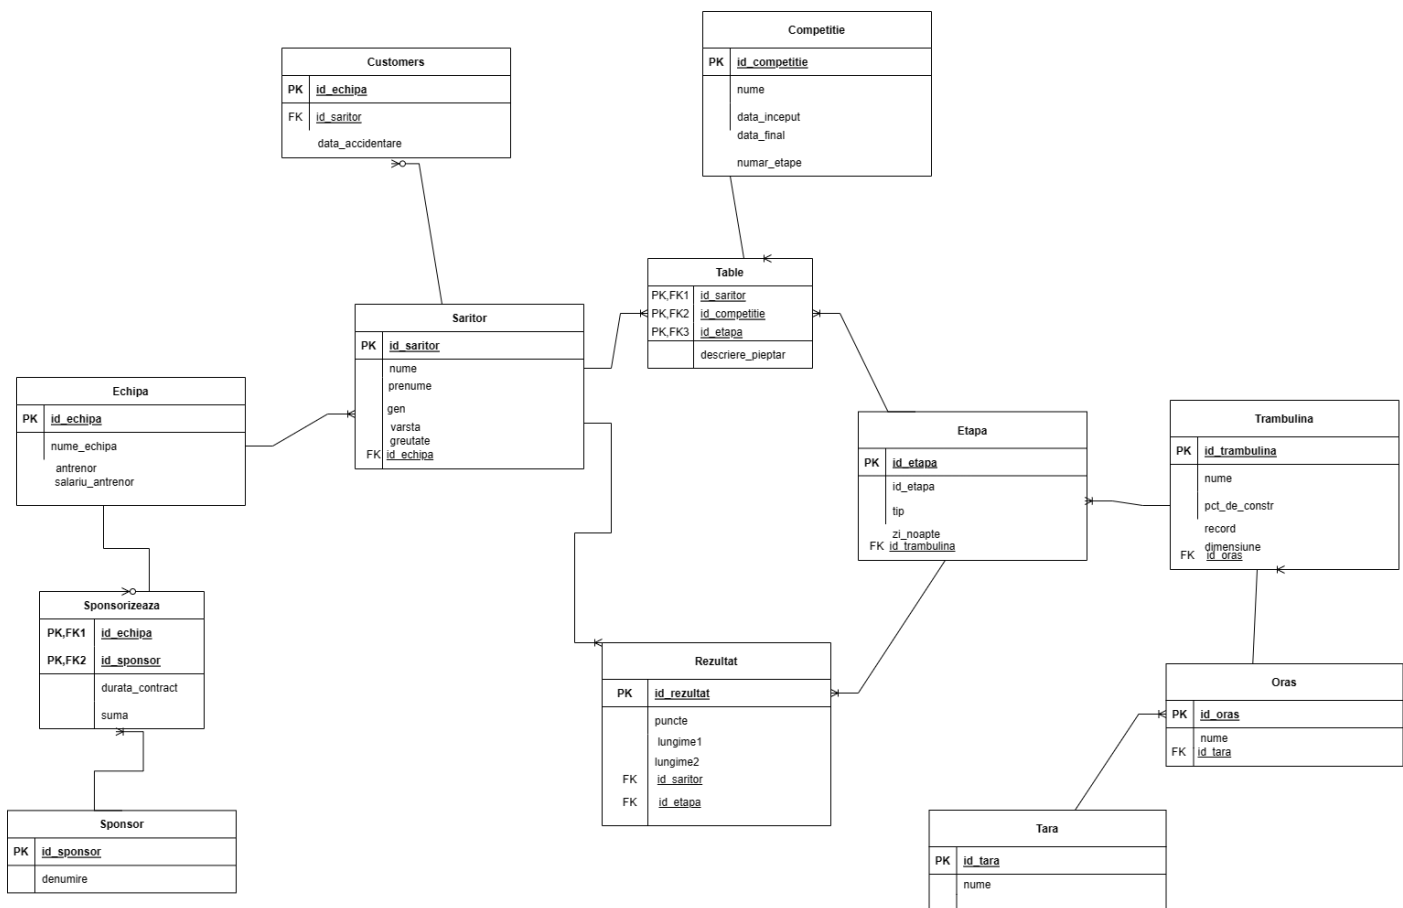 Competitie
PK id_competitie
nume
data_inceput
data_final
numar_etape
Customers
PK id_echipa
FK id_saritor
data_accidentare
Table
PK,FK1 id_saritor
PK,FK2 id_competitie
PK,FK3 id_etapa
descriere_pieptar
Saritor
PK id_saritor
nume
prenume
gen
varsta
greutate
FK id_echipa
Echipa
PK id_echipa
nume_echipa
antrenor
salariu_antrenor
Etapa
PK id_etapa
id_etapa
tip
zi_noapte
FK id_trambulina
Trambulina
PK id_trambulina
nume
pct_de_constr
record
dimensiune
FK id_oras
Sponsorizeaza
PK,FK1 id_echipa
PK,FK2 id_sponsor
durata_contract
suma
Rezultat
PK id_rezultat
puncte
lungime1
lungime2
FK id_saritor
FK id_etapa
Oras
PK id_oras
nume
FK id_tara
Sponsor
PK id_sponsor
denumire
Tara
PK id_tara
nume